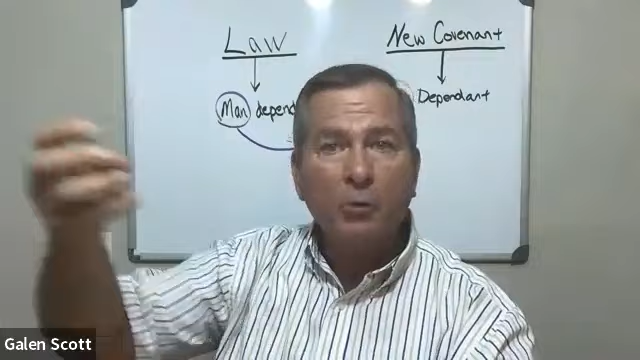 Law
New Covenant
Man depend
Dependant
Galen Scott